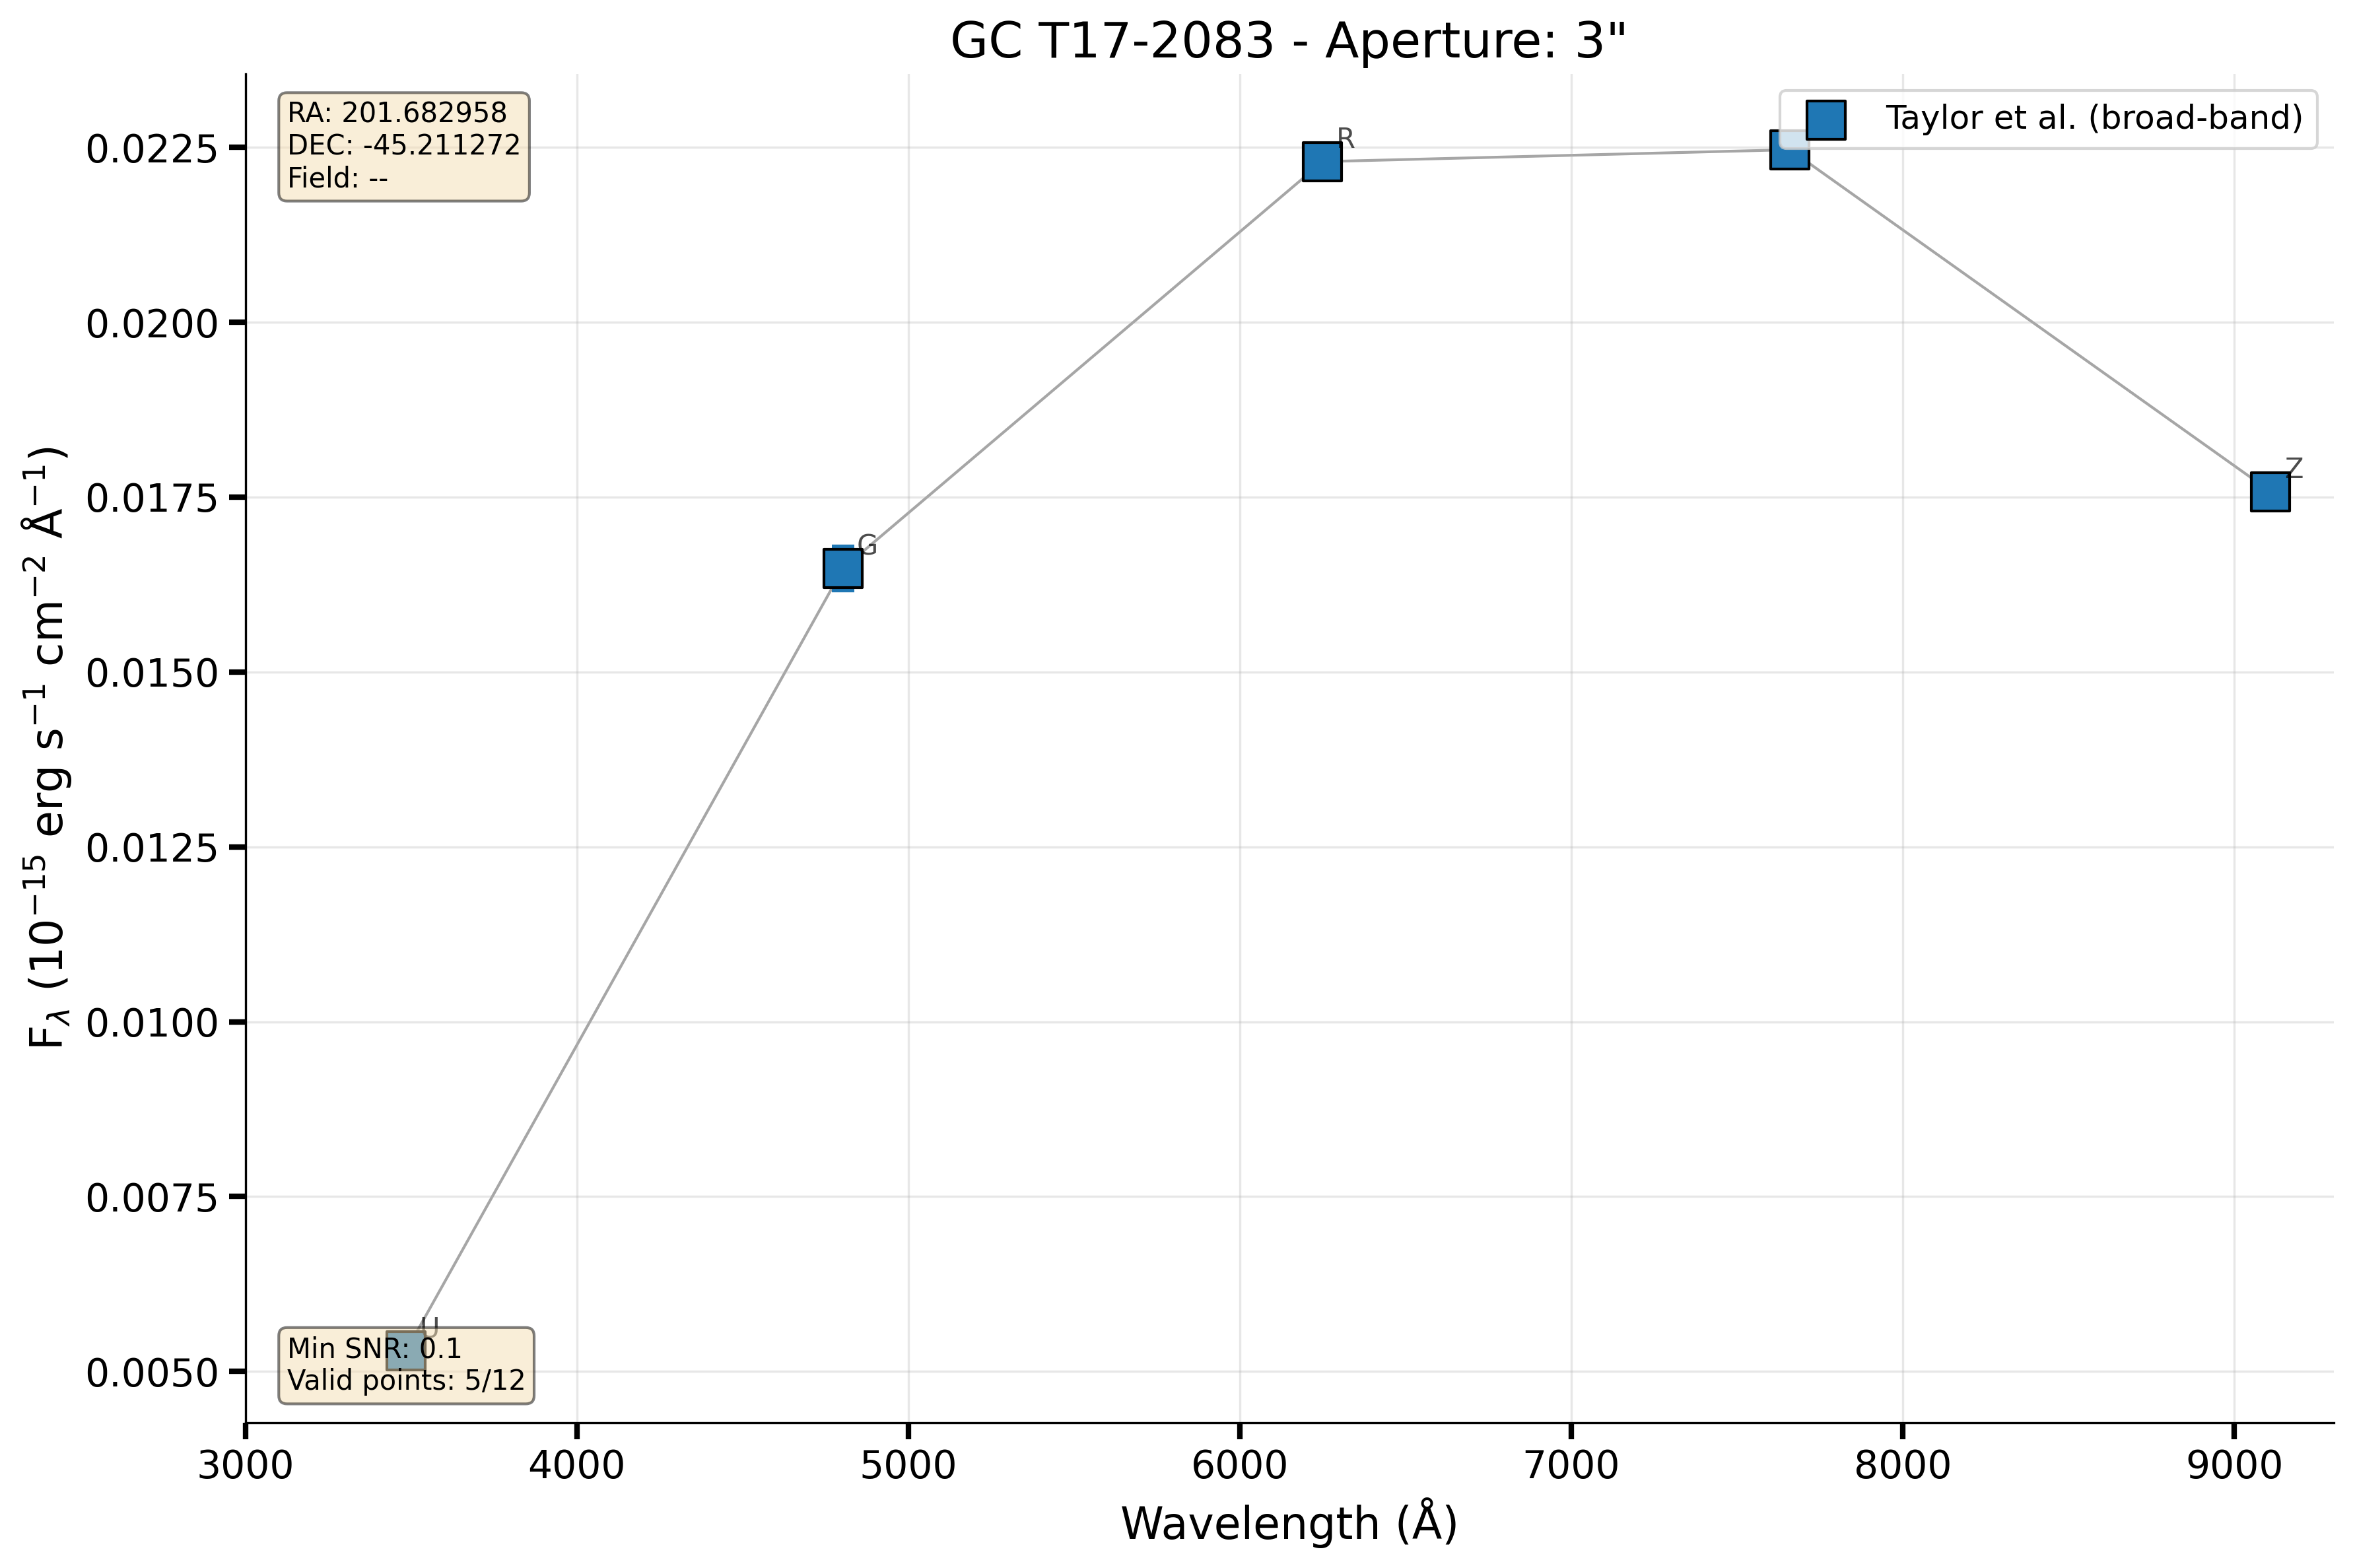 GC T17-2083 - Aperture: 3"
RA: 201.682958
DEC: -45.211272
Field: --
Taylor et al. (broad-band)
R
Z
G
U
Min SNR: 0.1
Valid points: 5/12
0.0225
0.0200
0.0175
0.0150
0.0125
0.0100
0.0075
0.0050
F_λ (10⁻¹⁵ erg s⁻¹ cm⁻² Å⁻¹)
3000 4000 5000 6000 7000 8000 9000
Wavelength (Å)